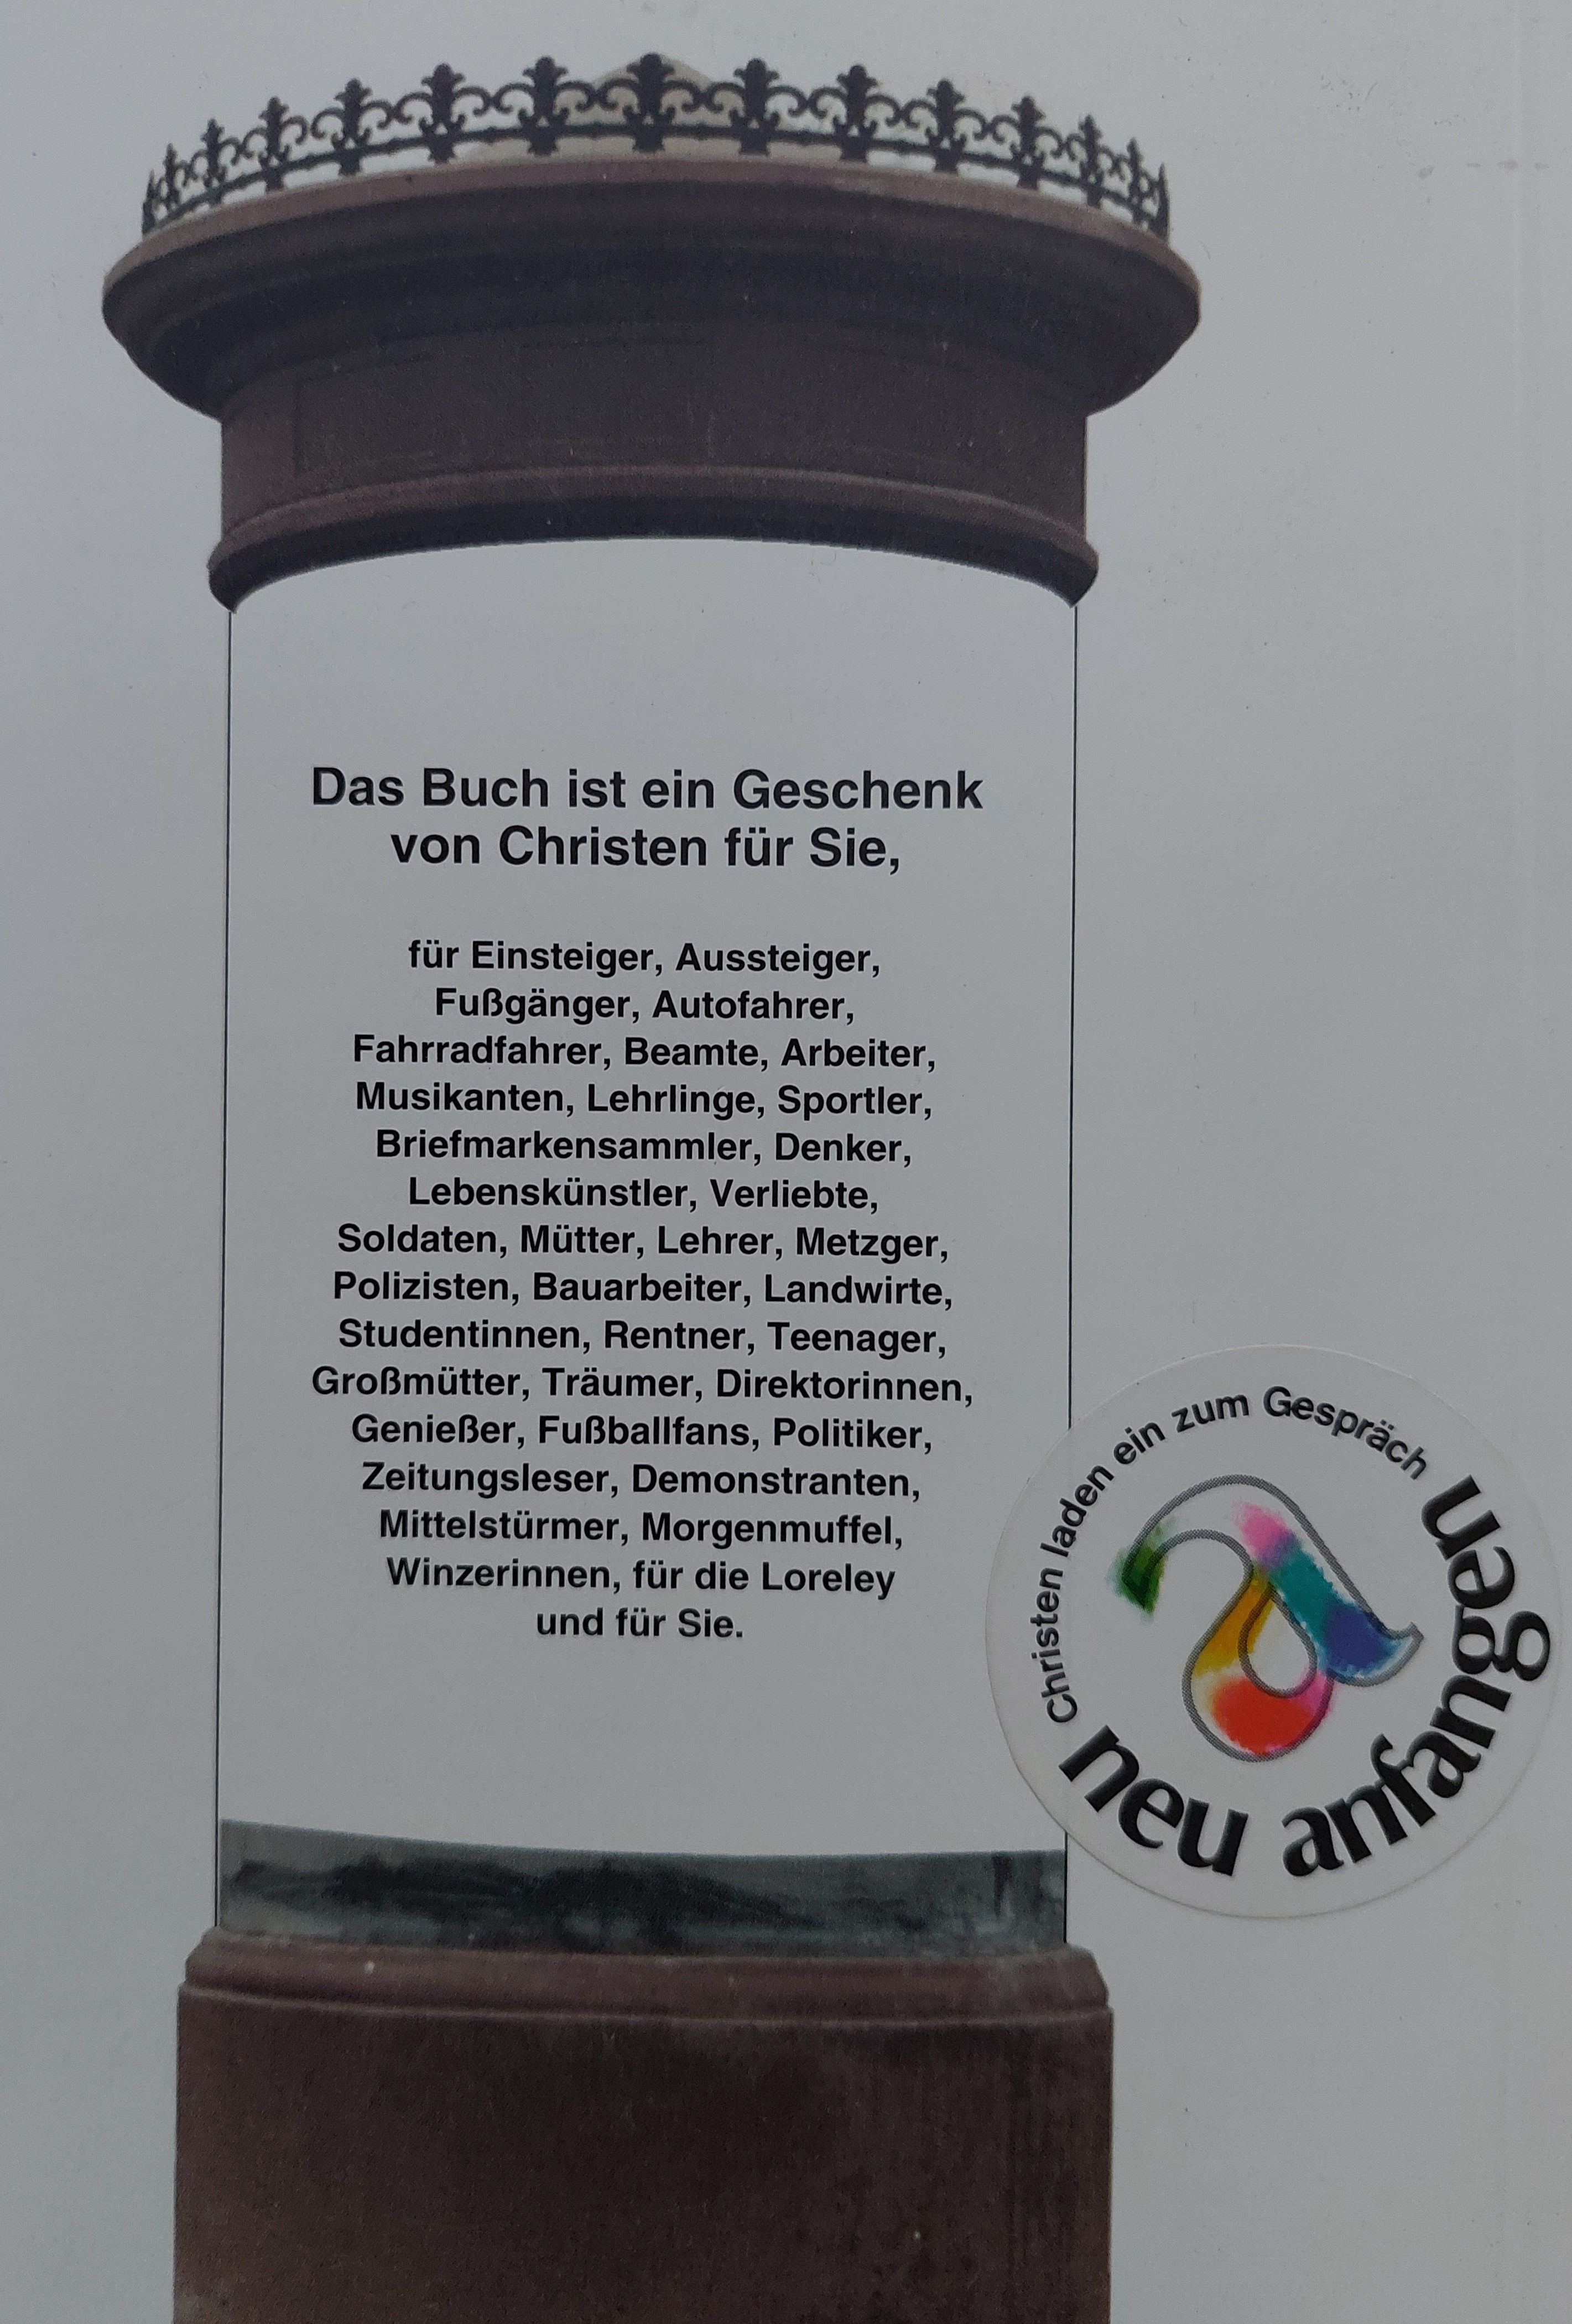 Das Buch ist ein Geschenk
von Christen für Sie,
für Einsteiger, Aussteiger,
Fußgänger, Autofahrer,
Fahrradfahrer, Beamte, Arbeiter,
Musikanten, Lehrlinge, Sportler,
Briefmarkensammler, Denker,
Lebenskünstler, Verliebte,
Soldaten, Mütter, Lehrer, Metzger,
Polizisten, Bauarbeiter, Landwirte,
Studentinnen, Rentner, Teenager,
Großmütter, Träumer, Direktorinnen,
Genießer, Fußballfans, Politiker,
Zeitungsleser, Demonstranten,
Mittelstürmer, Morgenmuffel,
Winzerinnen, für die Loreley
und für Sie.
Christen laden ein zum Gespräch
neu anfangen